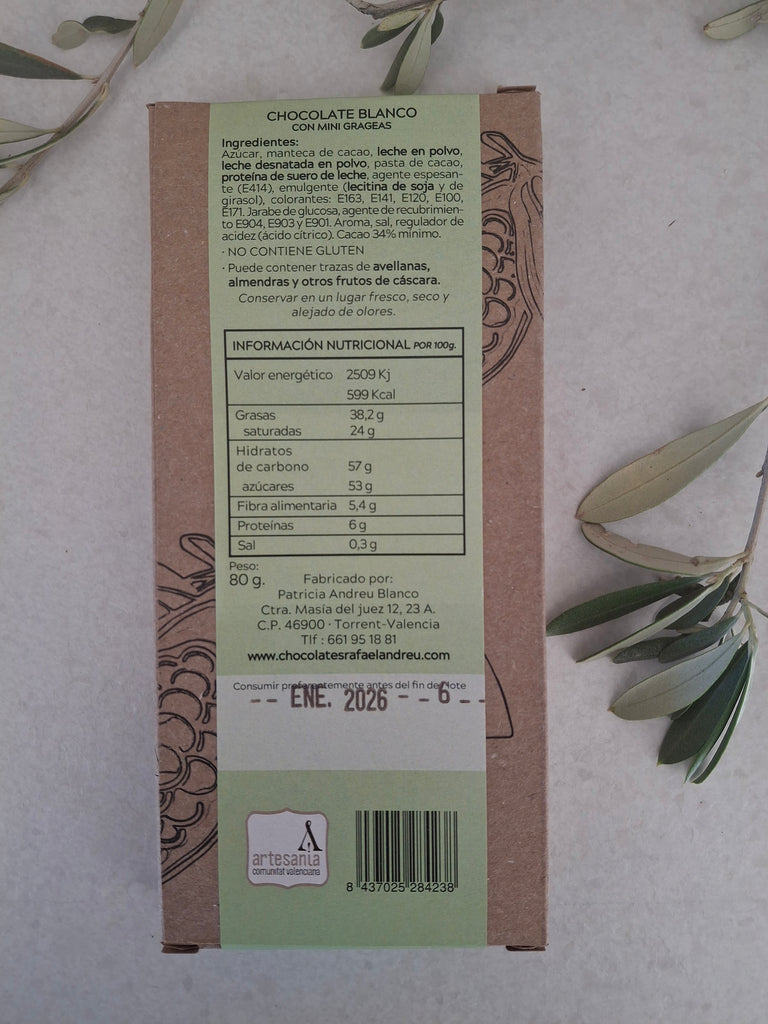 CHOCOLATE BLANCO
CON MINI GRAGEAS
Ingredientes:
Azúcar, manteca de cacao, leche en polvo,
leche desnatada en polvo, pasta de cacao,
proteína de suero de leche, agente espesan-
te (E414), emulgente (lecitina de soja y de
girasol), colorantes: E163, E141, E120, E100,
E171. Jarabe de glucosa, agente de recubrimien-
to E904, E903 y E901. Aroma, sal, regulador de
acidez (ácido cítrico). Cacao 34% mínimo.
· NO CONTIENE GLUTEN
· Puede contener trazas de avellanas,
almendras y otros frutos de cáscara.
Conservar en un lugar fresco, seco y
alejado de olores.
INFORMACIÓN NUTRICIONAL POR 100g.
Valor energético 2509 Kj
599 Kcal
Grasas 38,2 g
saturadas 24 g
Hidratos
de carbono 57 g
azúcares 53 g
Fibra alimentaria 5,4 g
Proteínas 6 g
Sal 0,3 g
Peso:
80 g.
Fabricado por:
Patricia Andreu Blanco
Ctra. Masía del juez 12, 23 A.
C.P. 46900 · Torrent-Valencia
Tlf : 661 95 18 81
www.chocolatesrafaelandreu.com
Consumir preferentemente antes del fin de: lote
-- ENE. 2026 -- -6 --
artesanía
comunitat valenciana
8 437025 284238